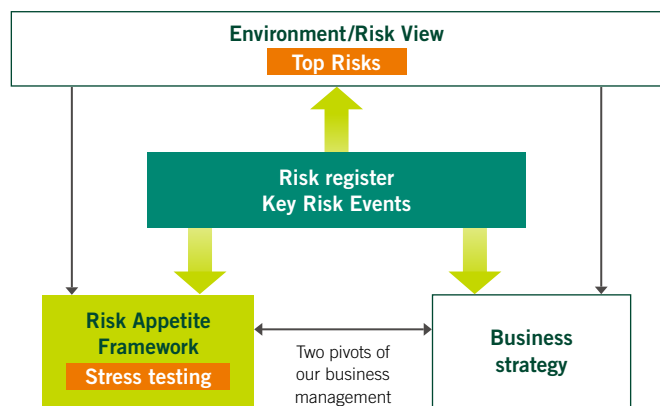 Environment/Risk View
Top Risks
Risk register
Key Risk Events
Risk Appetite
Framework
Stress testing
Two pivots of
our business
management
Business
strategy